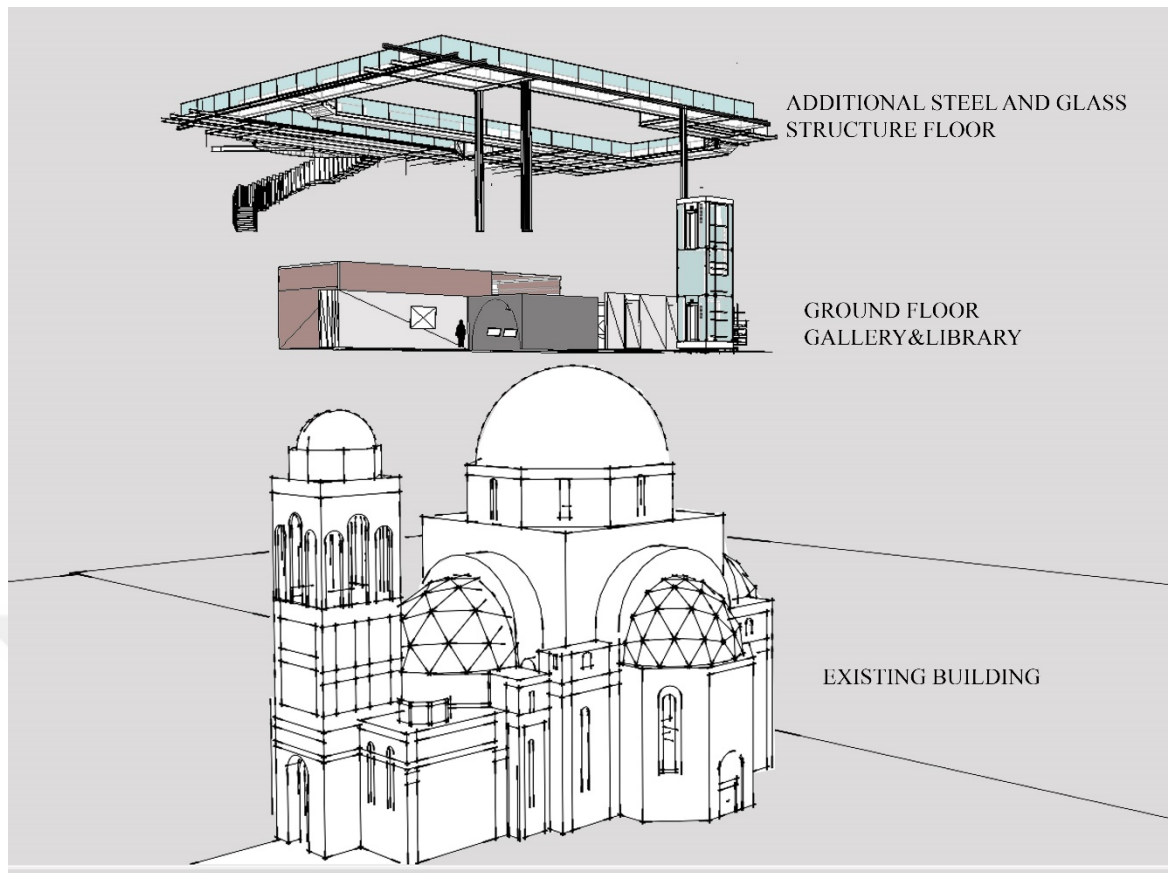 ADDITIONAL STEEL AND GLASS
STRUCTURE FLOOR
GROUND FLOOR
GALLERY&LIBRARY
EXISTING BUILDING